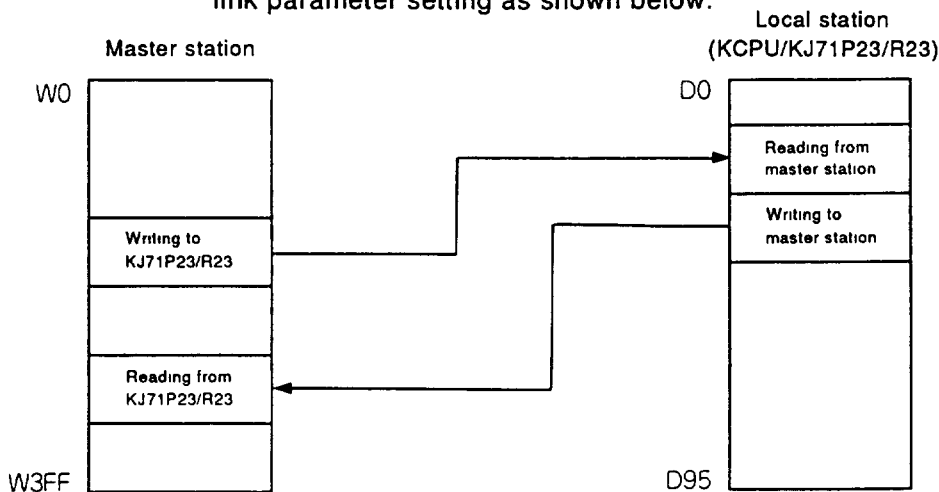 link parameter setting as shown below.
Local station
Master station
(KCPU/KJ71P23/R23)
W0
D0
Reading from
master station
Writing to
master station
Writing to
KJ71P23/R23
Reading from
KJ71P23/R23
W3FF
D95